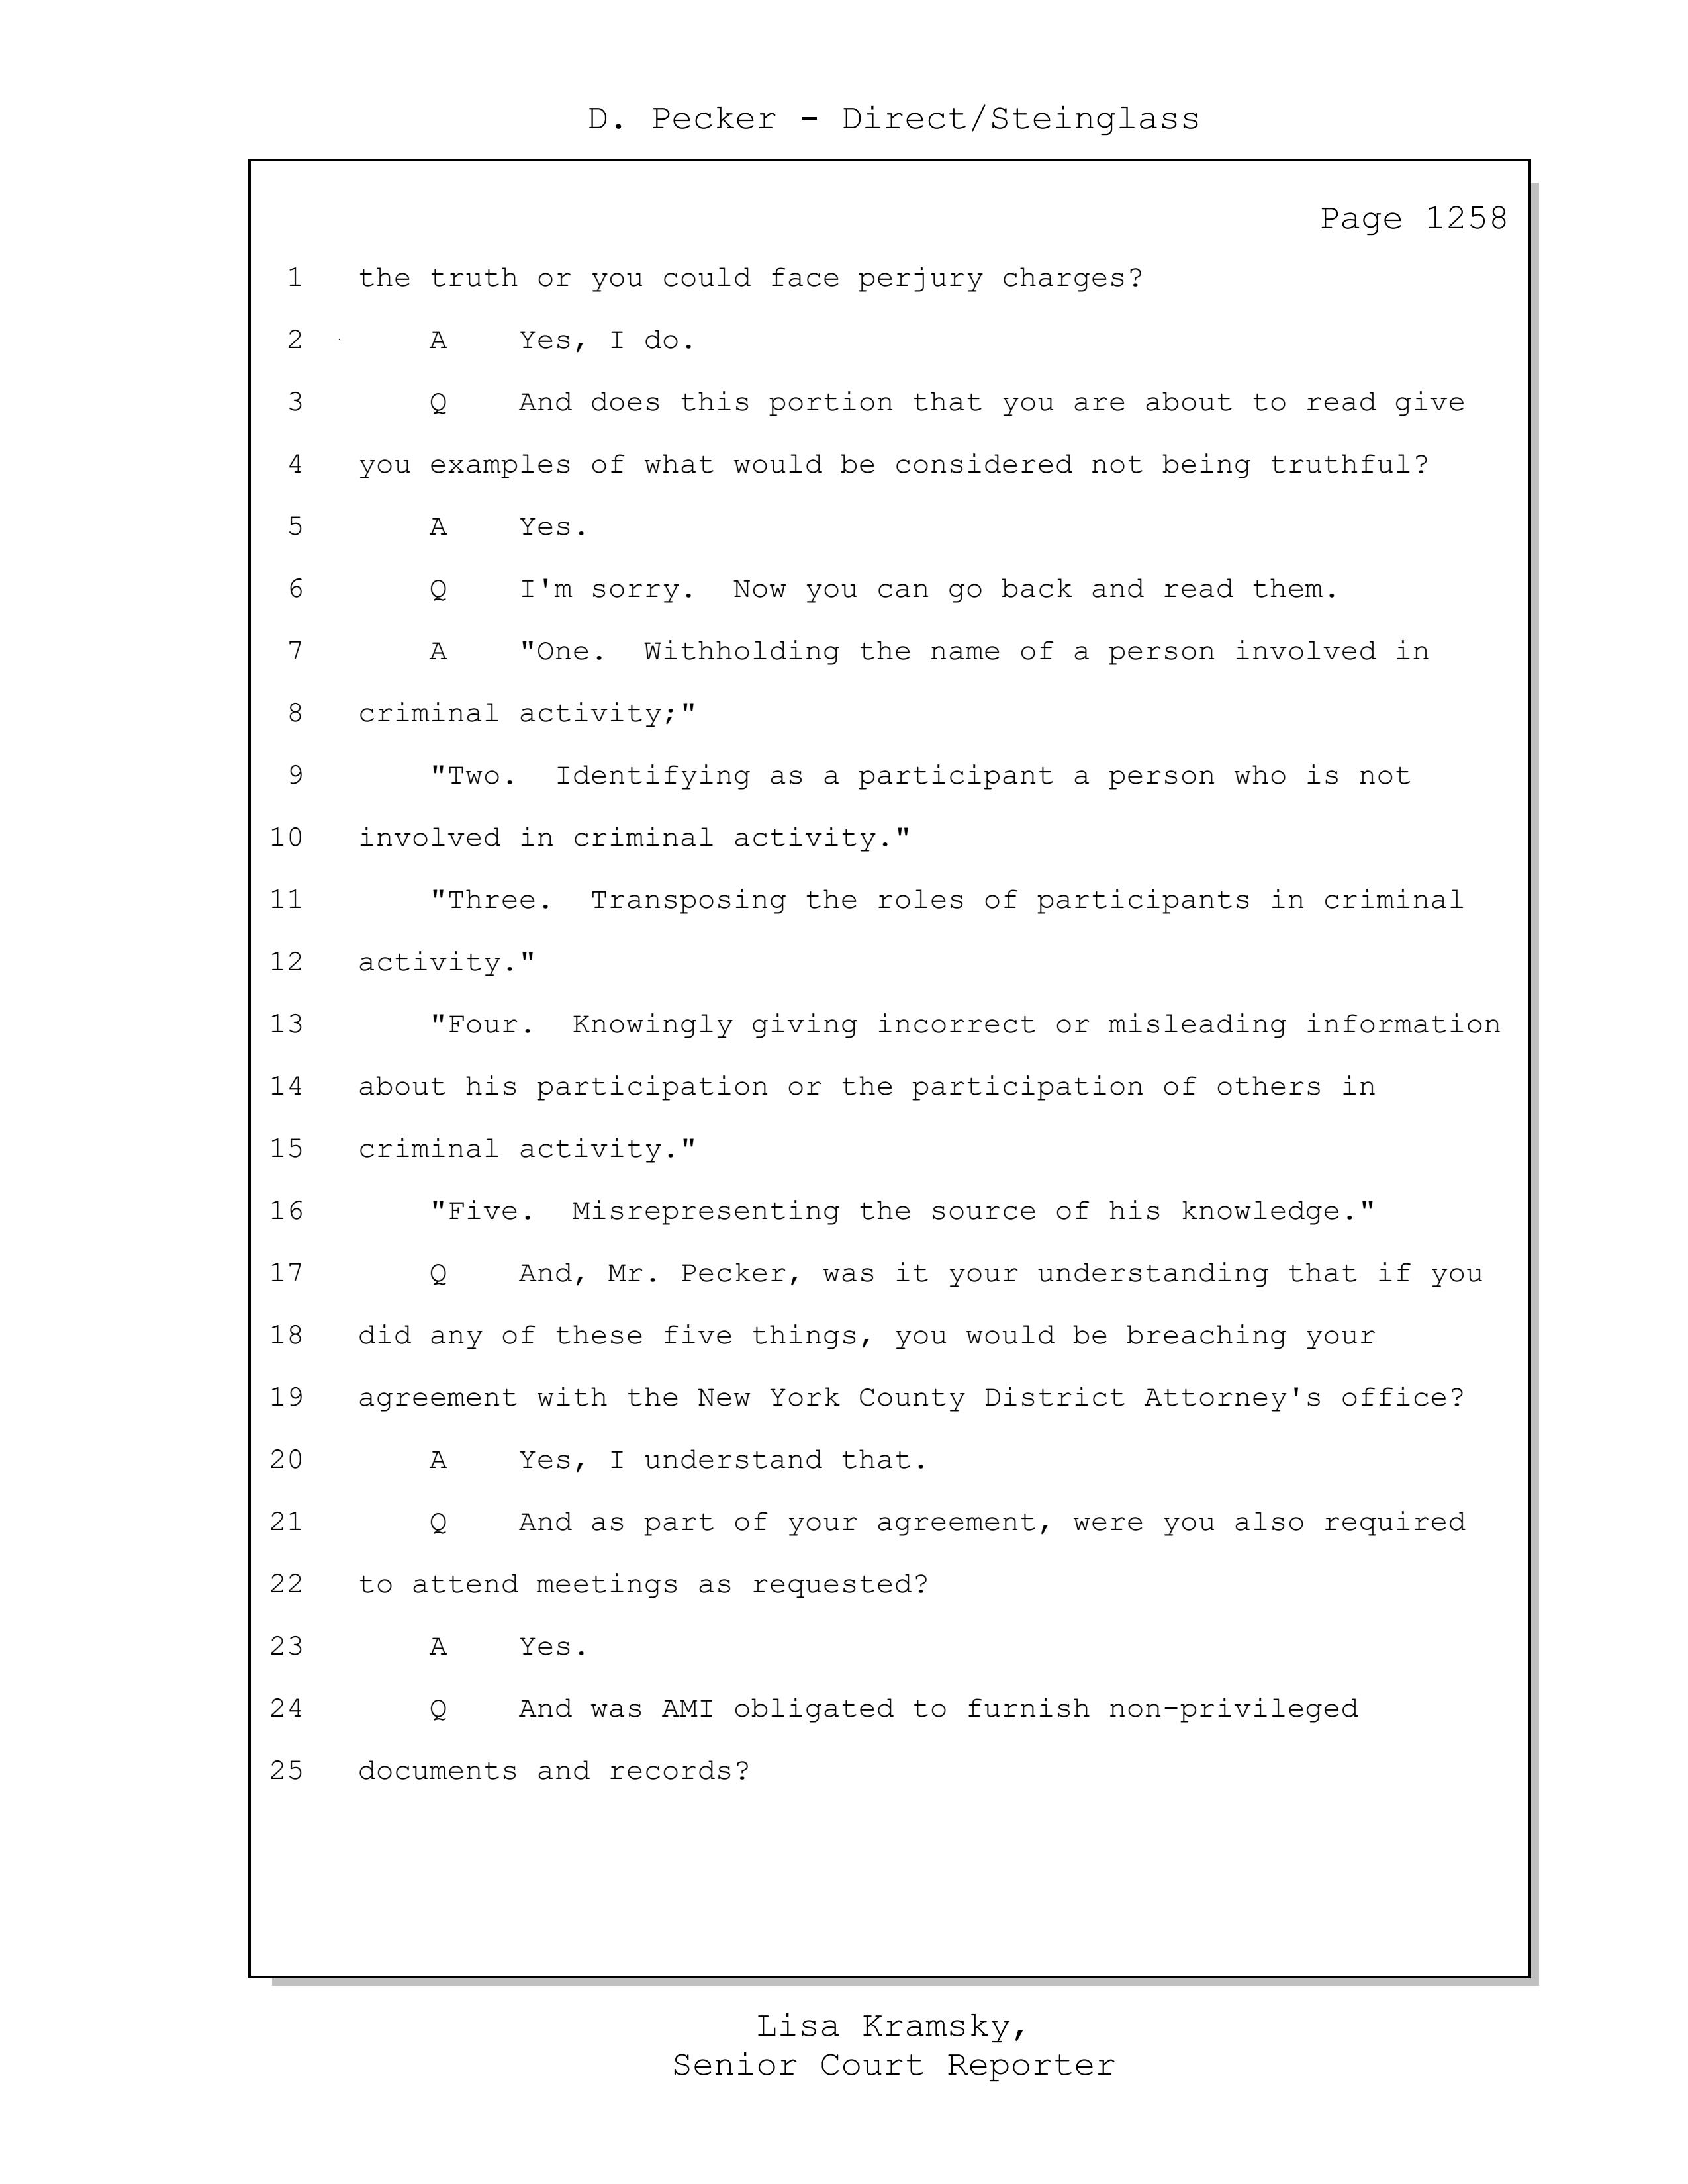 D. Pecker - Direct/Steinglass
Page 1258
1 the truth or you could face perjury charges?
2 A Yes, I do.
3 Q And does this portion that you are about to read give
4 you examples of what would be considered not being truthful?
5 A Yes.
6 Q I'm sorry. Now you can go back and read them.
7 A "One. Withholding the name of a person involved in
8 criminal activity;"
9 "Two. Identifying as a participant a person who is not
10 involved in criminal activity."
11 "Three. Transposing the roles of participants in criminal
12 activity."
13 "Four. Knowingly giving incorrect or misleading information
14 about his participation or the participation of others in
15 criminal activity."
16 "Five. Misrepresenting the source of his knowledge."
17 Q And, Mr. Pecker, was it your understanding that if you
18 did any of these five things, you would be breaching your
19 agreement with the New York County District Attorney's office?
20 A Yes, I understand that.
21 Q And as part of your agreement, were you also required
22 to attend meetings as requested?
23 A Yes.
24 Q And was AMI obligated to furnish non-privileged
25 documents and records?
Lisa Kramsky,
Senior Court Reporter